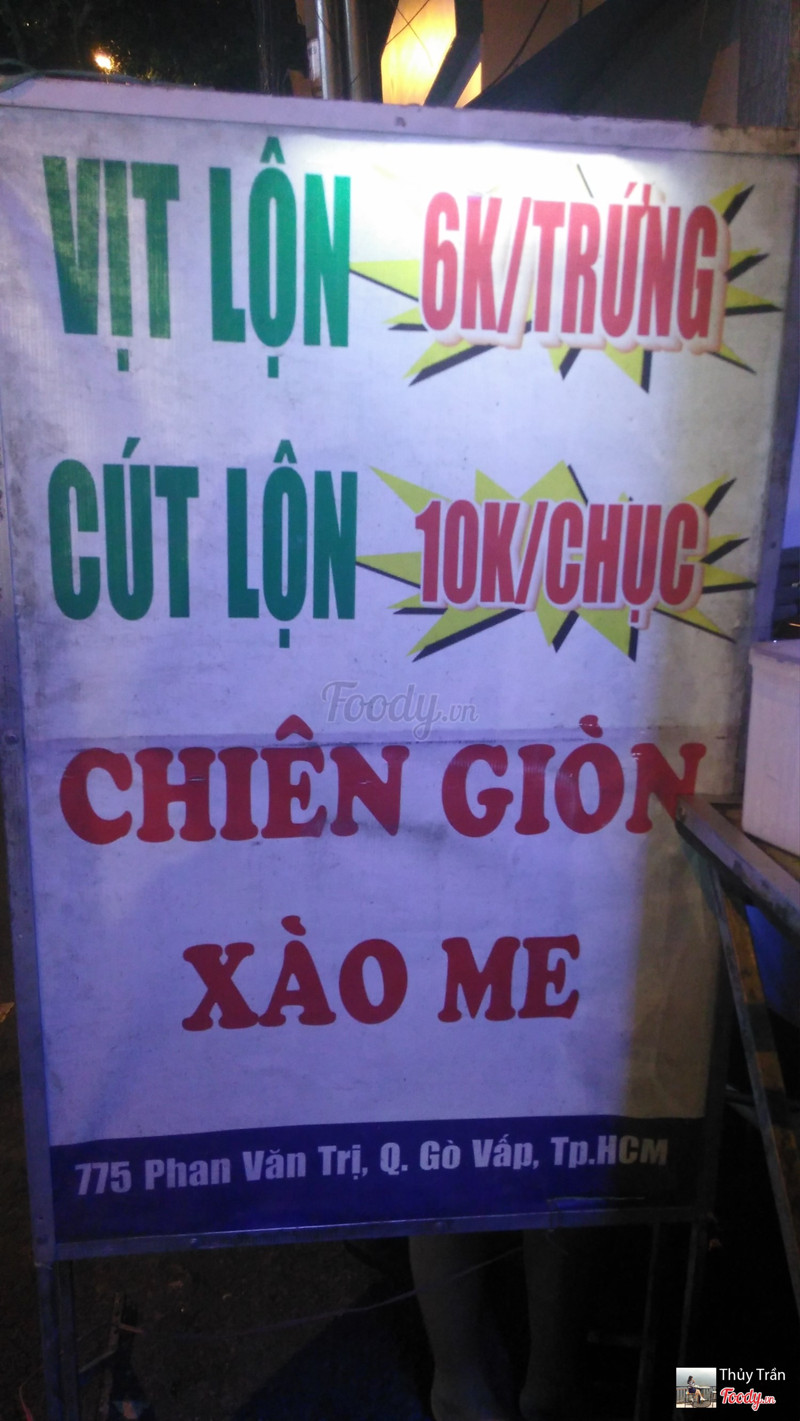 VỊT LỘN 6K/TRỨNG
CÚT LỘN 10K/CHỤC
Foody.vn
CHIÊN GIÒN
XÀO ME
775 Phan Văn Trị, Q. Gò Vấp, Tp.HCM
Thủy Trần
Foody.vn